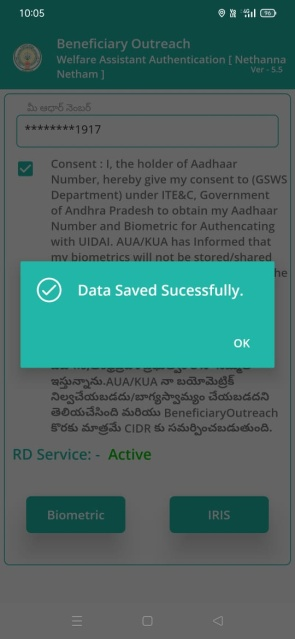 10:05
96
Beneficiary Outreach
Welfare Assistant Authentication [ Nethanna
Netham ]
Ver - 5.5
మీ ఆధార్ నెంబర్
********1917
Consent : I, the holder of Aadhaar
Number, hereby give my consent to (GSWS
Department) under ITE&C, Government
of Andhra Pradesh to obtain my Aadhaar
Number and Biometric for Authencating
with UIDAI. AUA/KUA has Informed that
my biometrics will not be stored/shared
he
Data Saved Sucessfully.
OK
ఇస్తున్నాను.AUA/KUA నా బయోమెట్రిక్
నిల్వచేయబడదు/బాగ్యస్వామ్యం చేయబడదని
తెలియచేసింది మరియు BeneficiaryOutreach
కొరకు మాత్రమే CIDR కు సమర్పించబడుతుంది.
RD Service: - Active
Biometric
IRIS